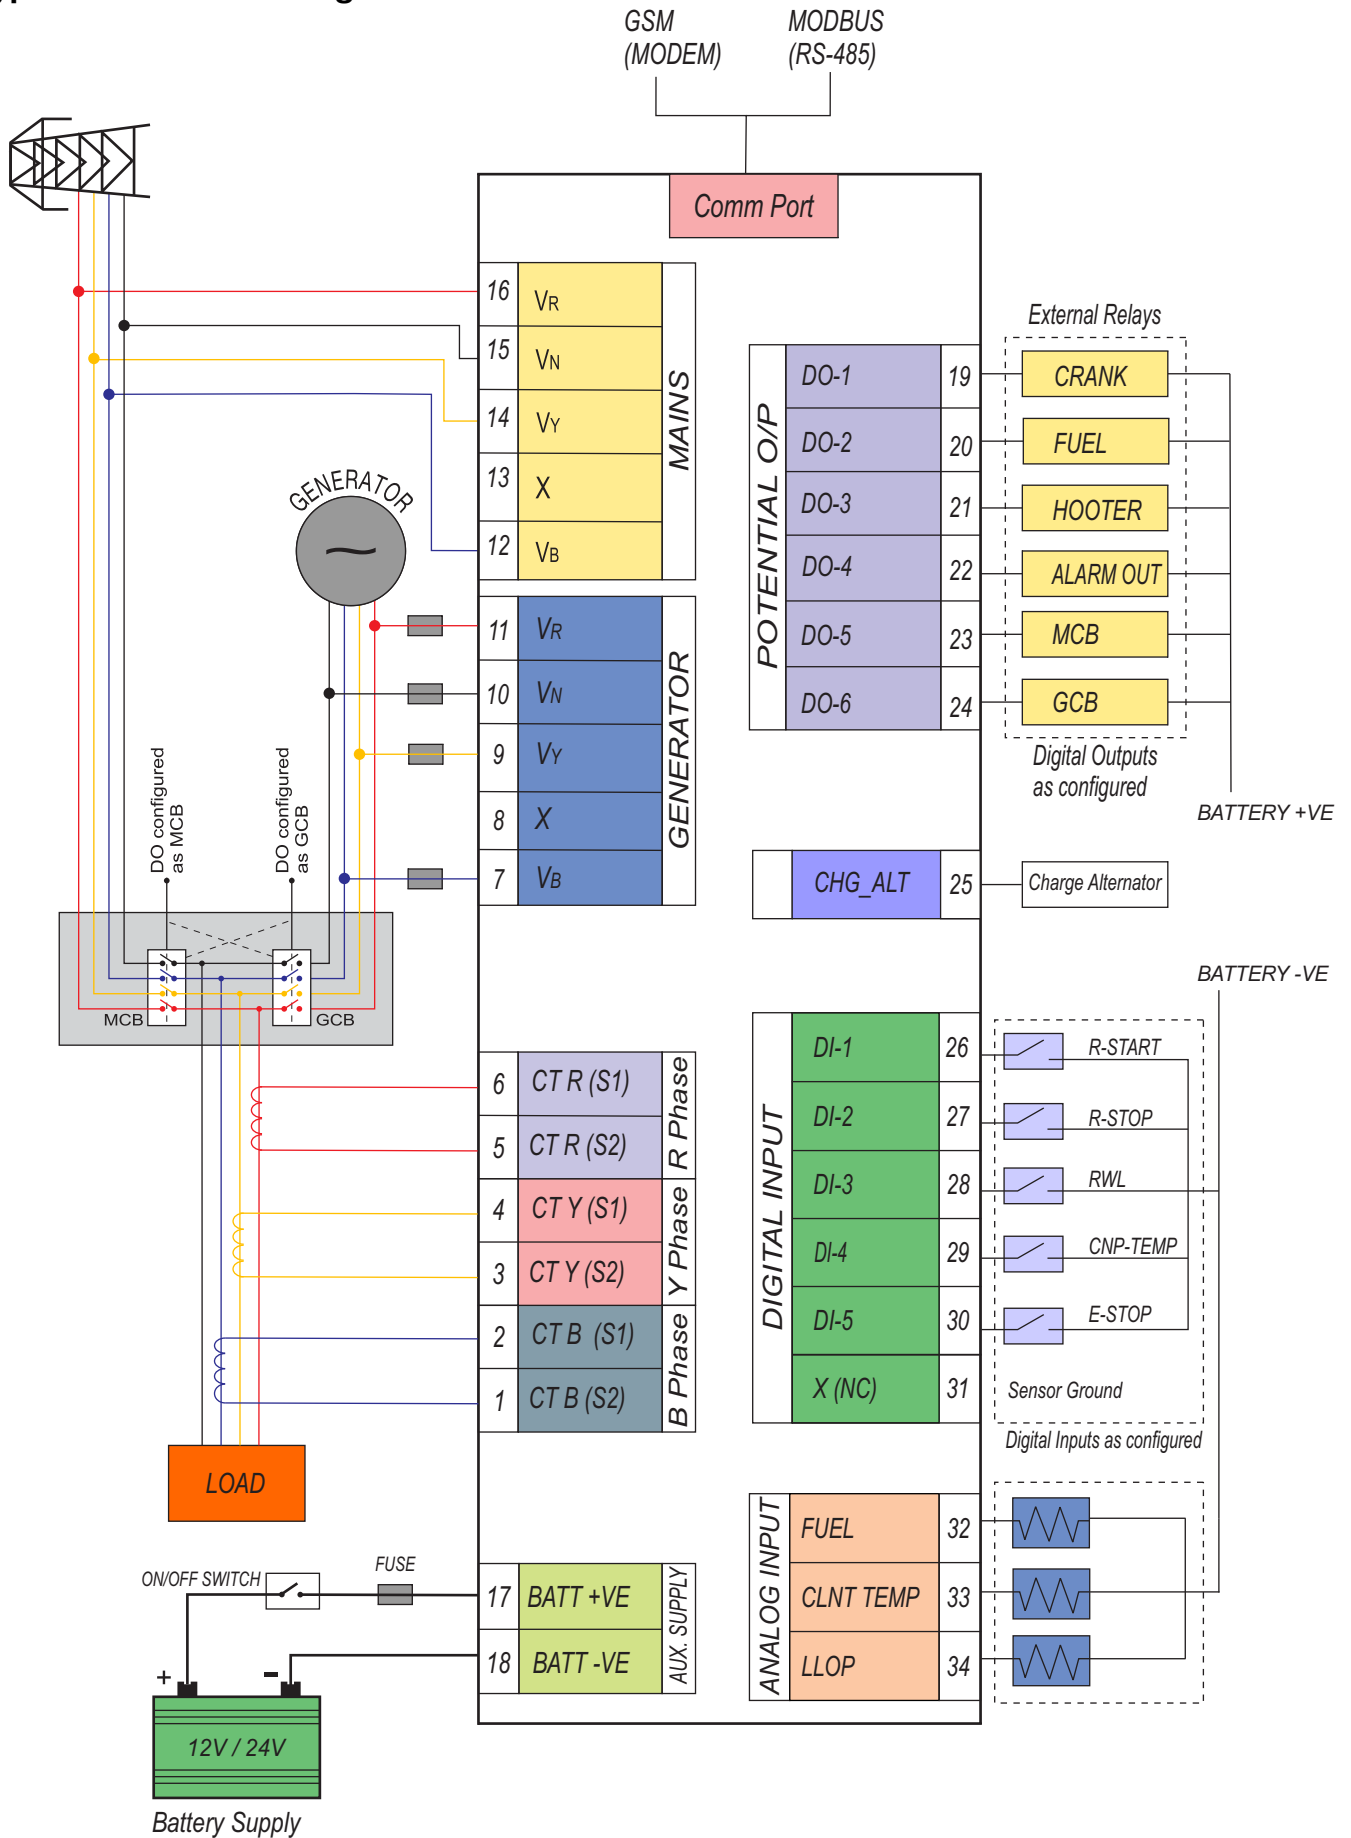 GSM
(MODEM)
MODBUS
(RS-485)
Comm Port
16 VR
15 VN
14 VY
13 X
12 VB
MAINS
GENERATOR
11 VR
10 VN
9 VY
8 X
7 VB
GENERATOR
DO configured
as MCB
DO configured
as GCB
MCB
GCB
6 CT R (S1)
5 CT R (S2)
R Phase
4 CT Y (S1)
3 CT Y (S2)
Y Phase
2 CT B (S1)
1 CT B (S2)
B Phase
LOAD
ON/OFF SWITCH
FUSE
17 BATT +VE
18 BATT -VE
AUX. SUPPLY
+ -
12V / 24V
Battery Supply
External Relays
POTENTIAL O/P
DO-1 19 CRANK
DO-2 20 FUEL
DO-3 21 HOOTER
DO-4 22 ALARM OUT
DO-5 23 MCB
DO-6 24 GCB
Digital Outputs
as configured
BATTERY +VE
CHG_ALT 25 Charge Alternator
BATTERY -VE
DIGITAL INPUT
DI-1 26 R-START
DI-2 27 R-STOP
DI-3 28 RWL
DI-4 29 CNP-TEMP
DI-5 30 E-STOP
X (NC) 31 Sensor Ground
Digital Inputs as configured
ANALOG INPUT
FUEL 32
CLNT TEMP 33
LLOP 34